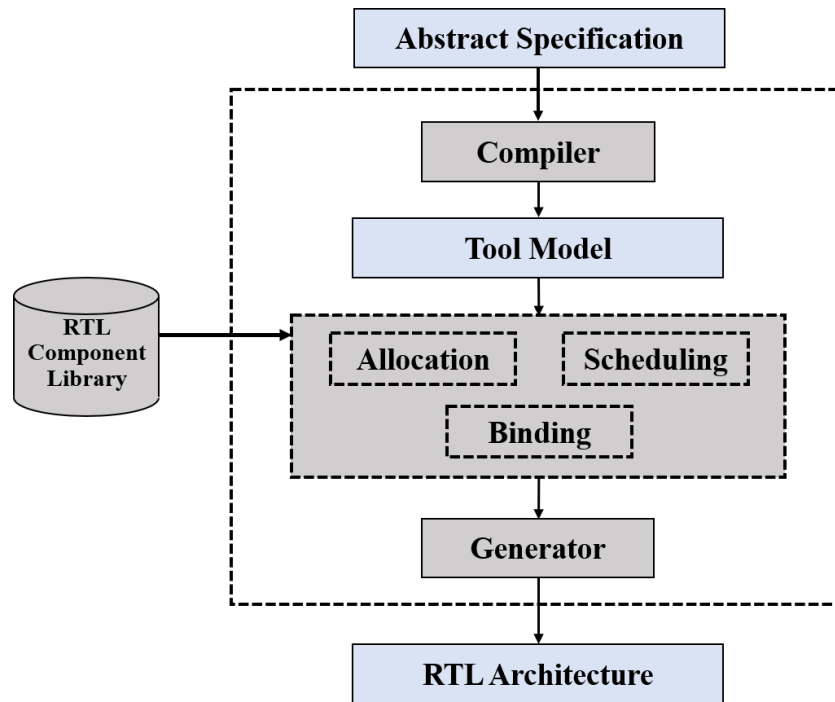 Abstract Specification
Compiler
Tool Model
RTL
Component
Library
Allocation
Scheduling
Binding
Generator
RTL Architecture